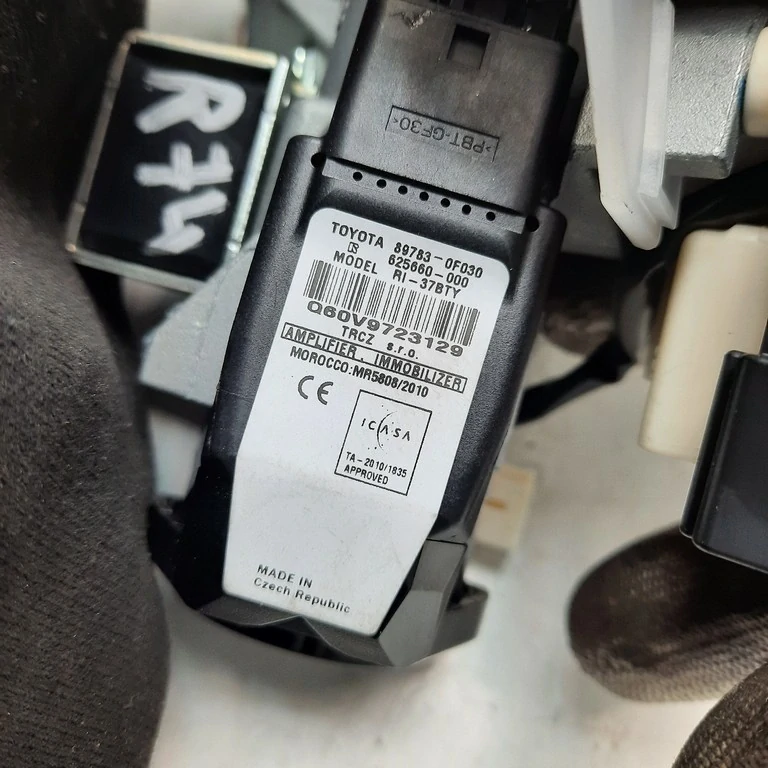 R74
>PBT-GF30<
TOYOTA 89783-0F030
625660-000
MODEL RI-37BTY
Q60V9723129
TRCZ s.r.o.
AMPLIFIER, IMMOBILIZER
MOROCCO:MR5808/2010
CE
ICASA
TA-2010/1835
APPROVED
MADE IN
Czech Republic